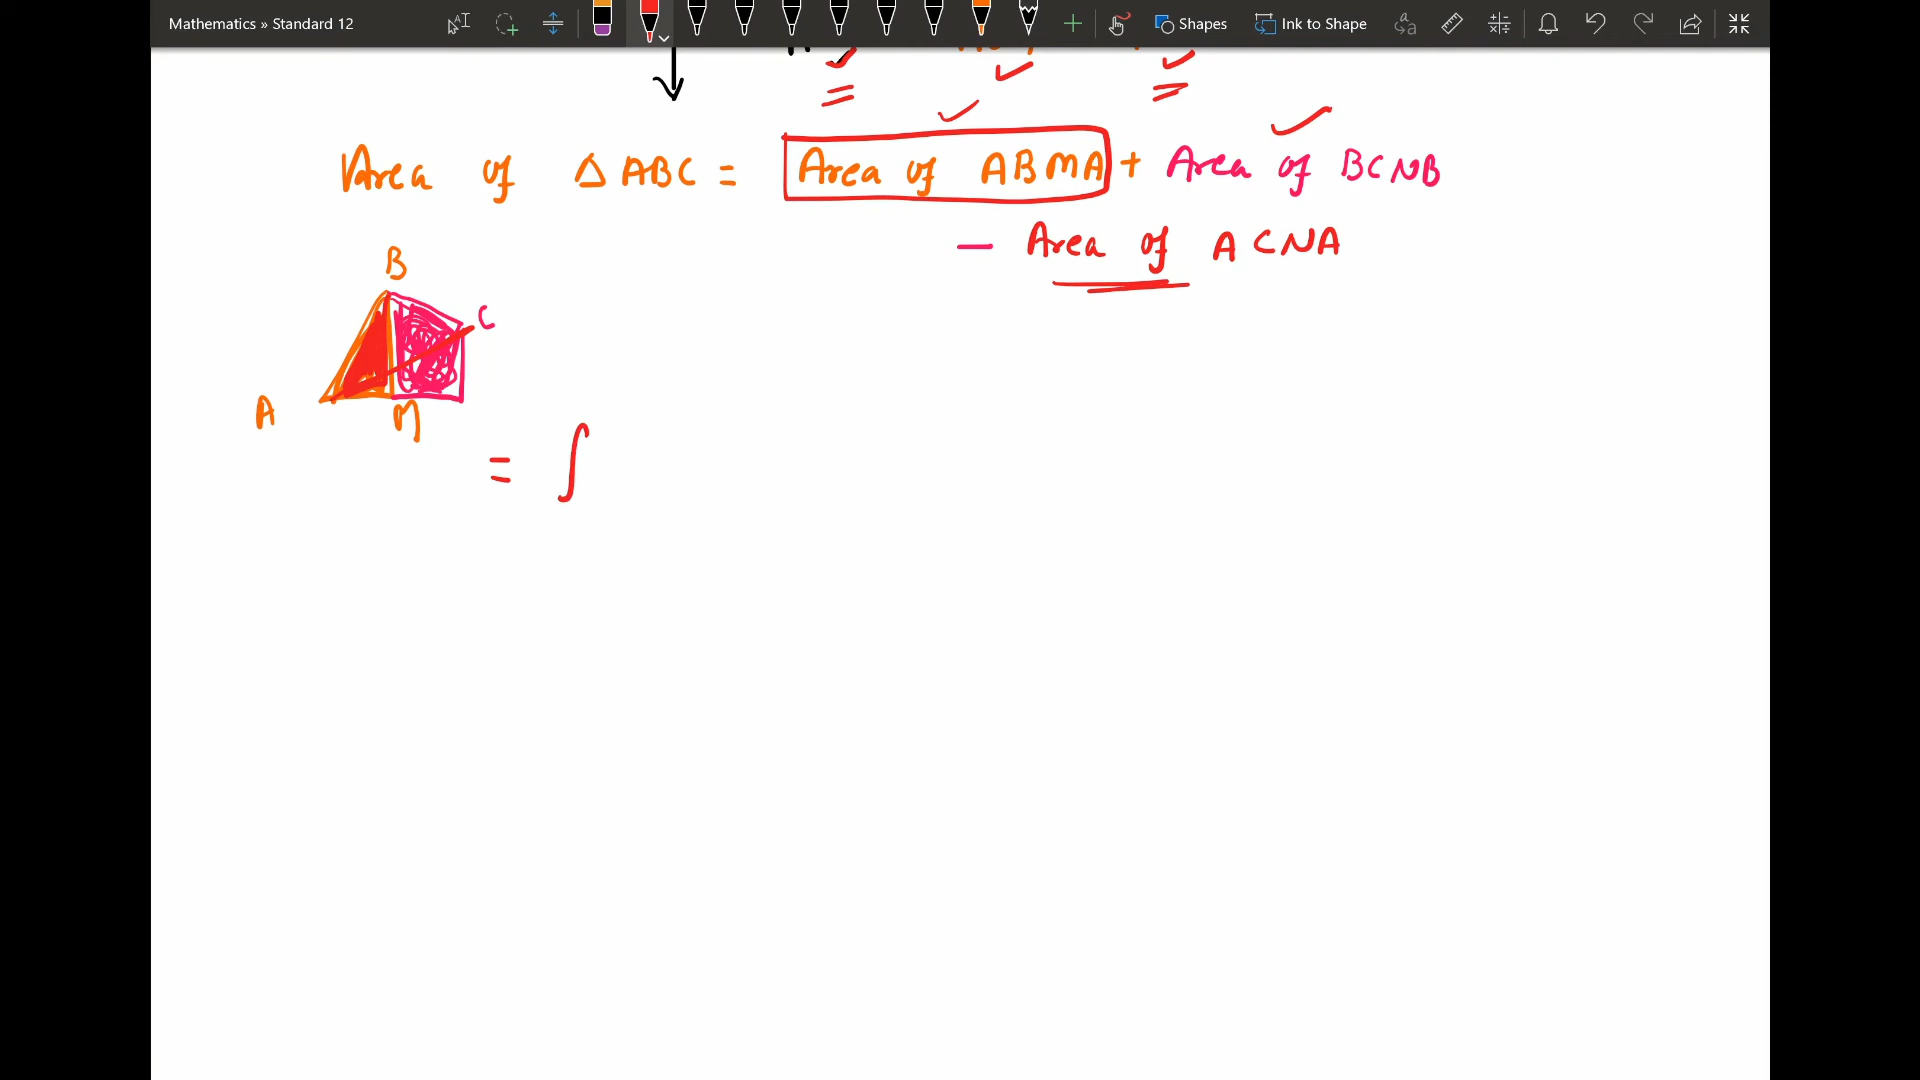 Mathematics » Standard 12
Shapes
Ink to Shape
Area of △ ABC = Area of ABMA + Area of BCNB
— Area of ACNA
B
C
A
M
= ∫